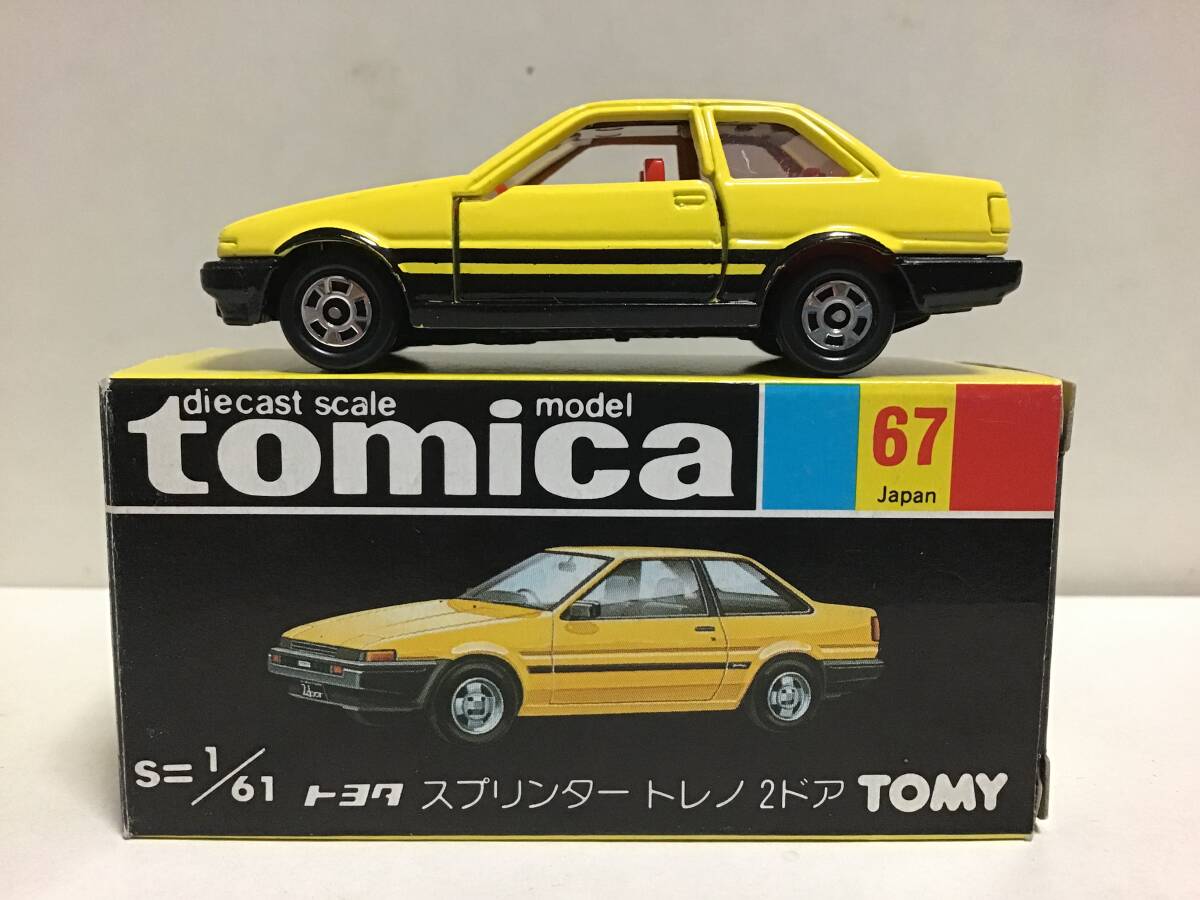 diecast scale model
tomica
67
Japan
2door
S=1/61 トヨタ スプリンター トレノ 2ドア TOMY